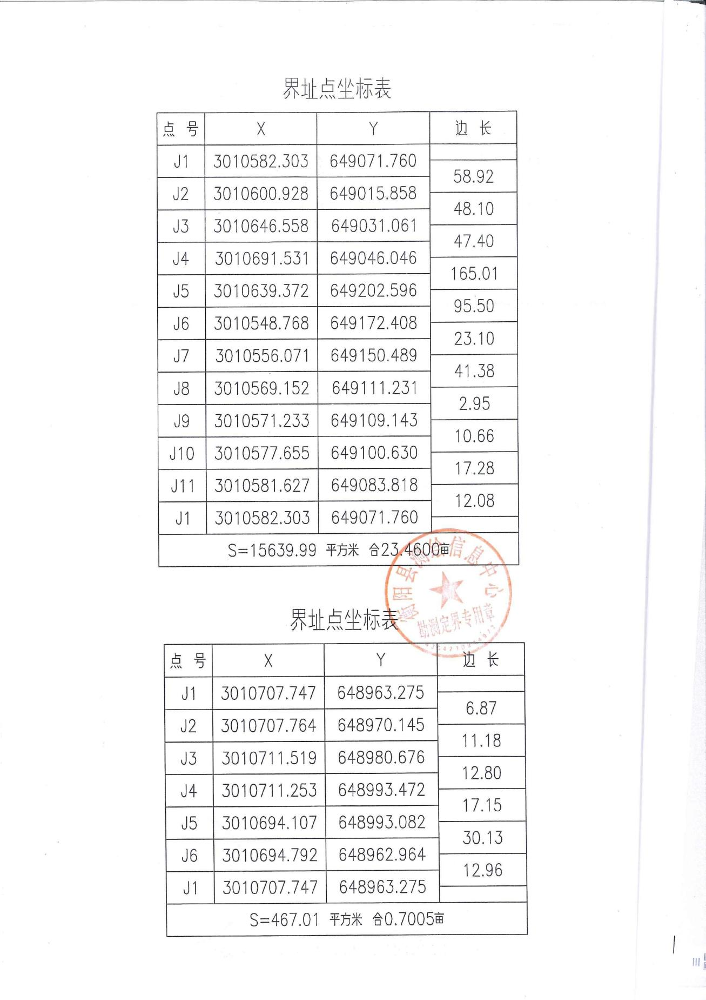 界址点坐标表
点 号 X Y 边 长
J1 3010582.303 649071.760
58.92
J2 3010600.928 649015.858
48.10
J3 3010646.558 649031.061
47.40
J4 3010691.531 649046.046
165.01
J5 3010639.372 649202.596
95.50
J6 3010548.768 649172.408
23.10
J7 3010556.071 649150.489
41.38
J8 3010569.152 649111.231
2.95
J9 3010571.233 649109.143
10.66
J10 3010577.655 649100.630
17.28
J11 3010581.627 649083.818
12.08
J1 3010582.303 649071.760
S=15639.99 平方米 合23.4600亩
衡阳县测绘信息中心
勘测定界专用章
界址点坐标表
点 号 X Y 边 长
J1 3010707.747 648963.275
6.87
J2 3010707.764 648970.145
11.18
J3 3010711.519 648980.676
12.80
J4 3010711.253 648993.472
17.15
J5 3010694.107 648993.082
30.13
J6 3010694.792 648962.964
12.96
J1 3010707.747 648963.275
S=467.01 平方米 合0.7005亩